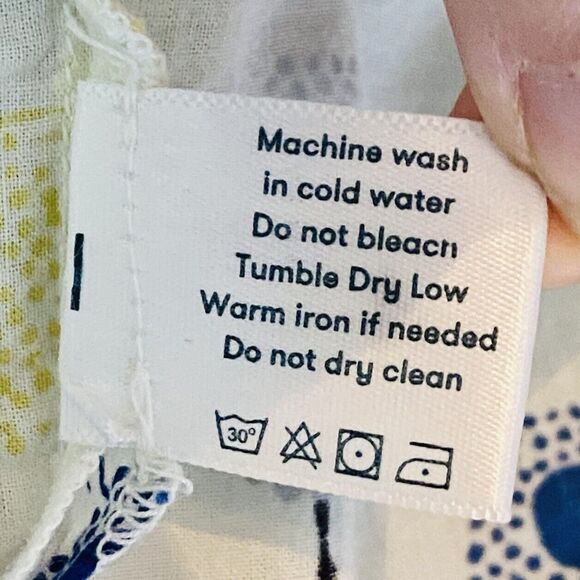 Machine wash
in cold water
Do not bleach
Tumble Dry Low
Warm iron if needed
Do not dry clean
30°